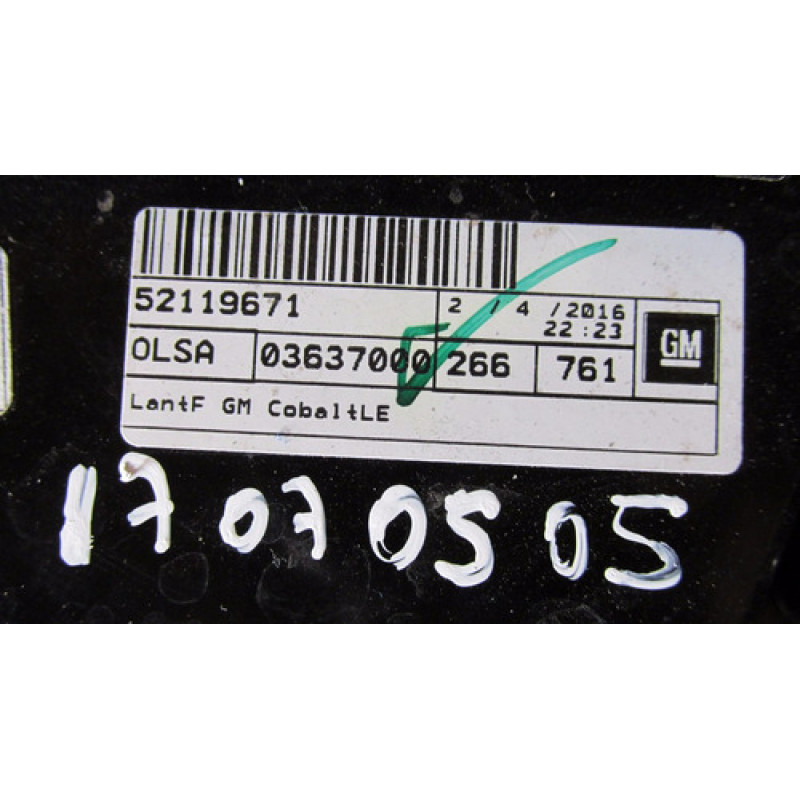 52119671 2 / 4 / 2016
22:23
OLSA 03637000 266 761 GM
LantF GM CobaltLE
17070505